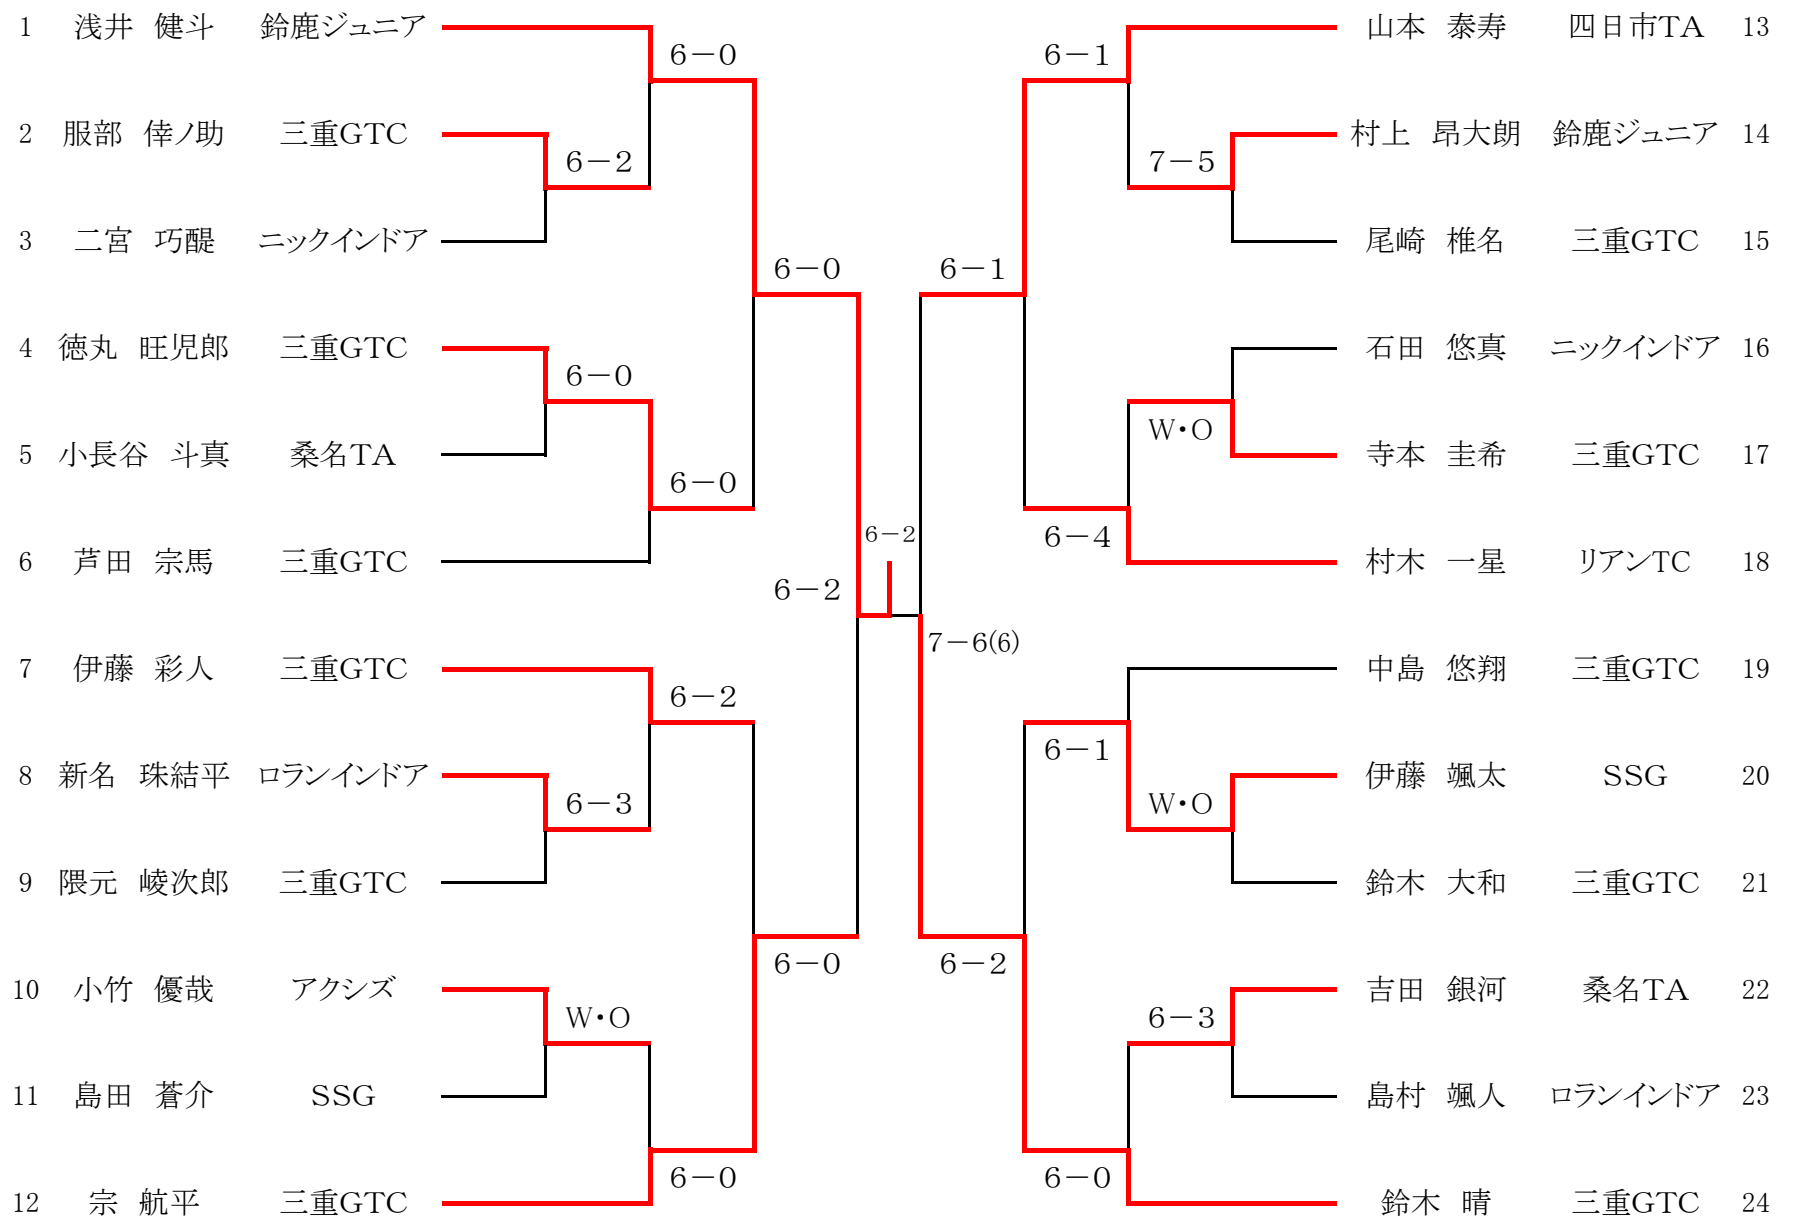 1 浅井 健斗 鈴鹿ジュニア
山本 泰寿 四日市TA 13
6-0
6-1
2 服部 倖ノ助 三重GTC
村上 昂大朗 鈴鹿ジュニア 14
6-2
7-5
3 二宮 巧醍 ニックインドア
尾崎 椎名 三重GTC 15
6-0
6-1
4 徳丸 旺児郎 三重GTC
石田 悠真 ニックインドア 16
6-0
W・O
5 小長谷 斗真 桑名TA
寺本 圭希 三重GTC 17
6-0
6-2
6-4
6 芦田 宗馬 三重GTC
村木 一星 リアンTC 18
6-2
7-6(6)
7 伊藤 彩人 三重GTC
中島 悠翔 三重GTC 19
6-2
6-1
8 新名 珠結平 ロランインドア
伊藤 颯太 SSG 20
6-3
W・O
9 隈元 崚次郎 三重GTC
鈴木 大和 三重GTC 21
6-0
6-2
10 小竹 優哉 アクシズ
吉田 銀河 桑名TA 22
W・O
6-3
11 島田 蒼介 SSG
島村 颯人 ロランインドア 23
6-0
6-0
12 宗 航平 三重GTC
鈴木 晴 三重GTC 24